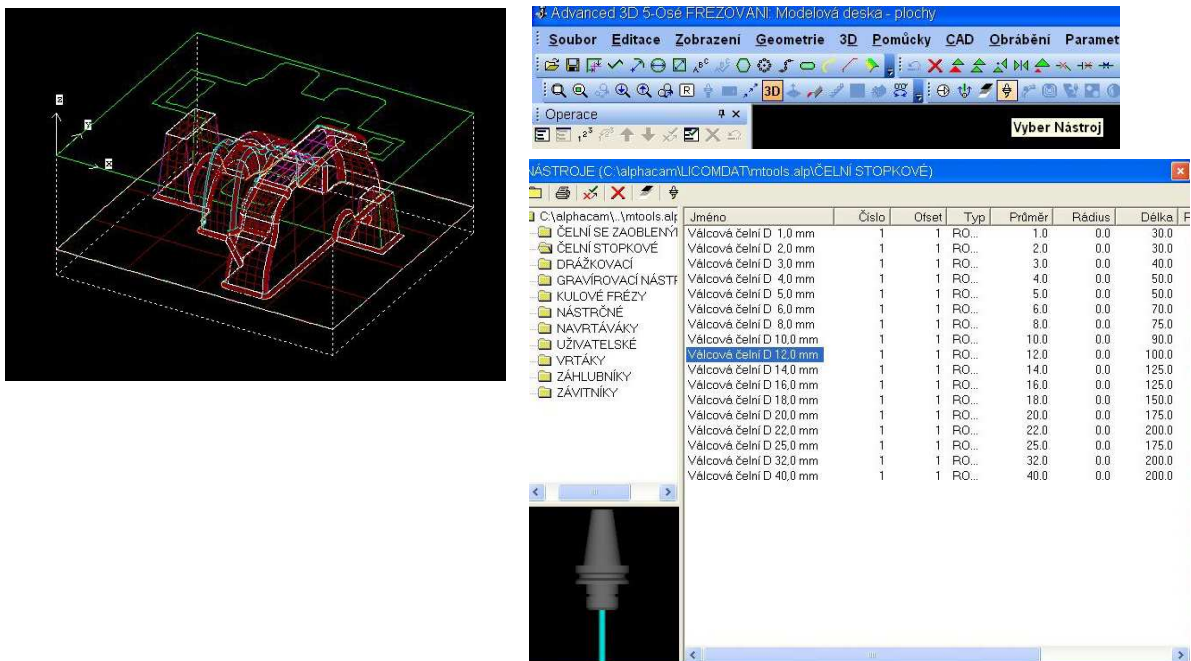 Z
Y
X
Advanced 3D 5-Osé FRÉZOVÁNÍ: Modelová deska - plochy
Soubor Editace Zobrazení Geometrie 3D Pomůcky CAD Obrábění Paramet
3D
Operace
Vyber Nástroj
NÁSTROJE (C:\alphacam\LICOMDAT\mtools.alp\ČELNÍ STOPKOVÉ)
C:\alphacam\..\mtools.alp
ČELNÍ SE ZAOBLENÝM
ČELNÍ STOPKOVÉ
DRÁŽKOVACÍ
GRAVÍROVACÍ NÁSTR
KULOVÉ FRÉZY
NÁSTRČNÉ
NAVRTÁVÁKY
UŽIVATELSKÉ
VRTÁKY
ZÁHLUBNÍKY
ZÁVITNÍKY
Jméno Číslo Ofset Typ Průměr Rádius Délka
Válcová čelní D 1,0 mm 1 1 RO... 1.0 0.0 30.0
Válcová čelní D 2,0 mm 1 1 RO... 2.0 0.0 30.0
Válcová čelní D 3,0 mm 1 1 RO... 3.0 0.0 40.0
Válcová čelní D 4,0 mm 1 1 RO... 4.0 0.0 50.0
Válcová čelní D 5,0 mm 1 1 RO... 5.0 0.0 50.0
Válcová čelní D 6,0 mm 1 1 RO... 6.0 0.0 70.0
Válcová čelní D 8,0 mm 1 1 RO... 8.0 0.0 75.0
Válcová čelní D 10,0 mm 1 1 RO... 10.0 0.0 90.0
Válcová čelní D 12,0 mm 1 1 RO... 12.0 0.0 100.0
Válcová čelní D 14,0 mm 1 1 RO... 14.0 0.0 125.0
Válcová čelní D 16,0 mm 1 1 RO... 16.0 0.0 125.0
Válcová čelní D 18,0 mm 1 1 RO... 18.0 0.0 150.0
Válcová čelní D 20,0 mm 1 1 RO... 20.0 0.0 175.0
Válcová čelní D 22,0 mm 1 1 RO... 22.0 0.0 200.0
Válcová čelní D 25,0 mm 1 1 RO... 25.0 0.0 175.0
Válcová čelní D 32,0 mm 1 1 RO... 32.0 0.0 200.0
Válcová čelní D 40,0 mm 1 1 RO... 40.0 0.0 200.0